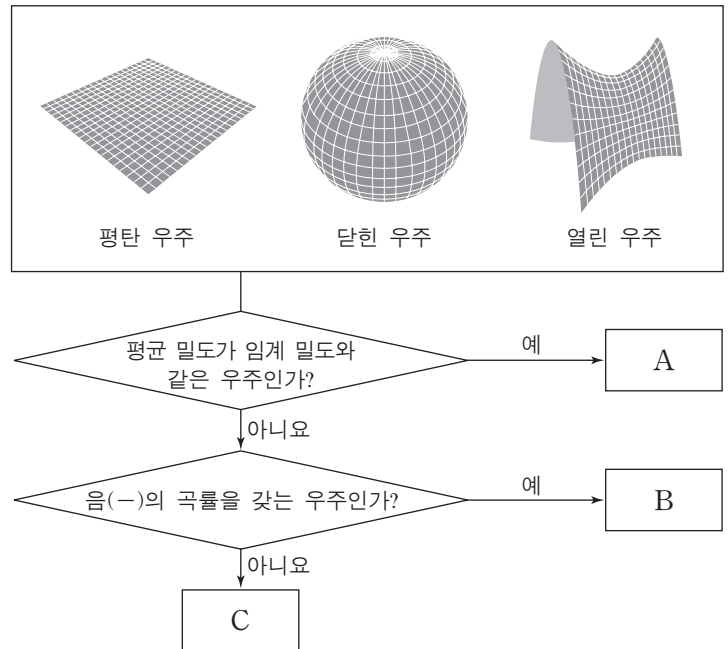 평탄 우주
닫힌 우주
열린 우주
평균 밀도가 임계 밀도와
같은 우주인가?
예
A
아니요
음(-)의 곡률을 갖는 우주인가?
예
B
아니요
C